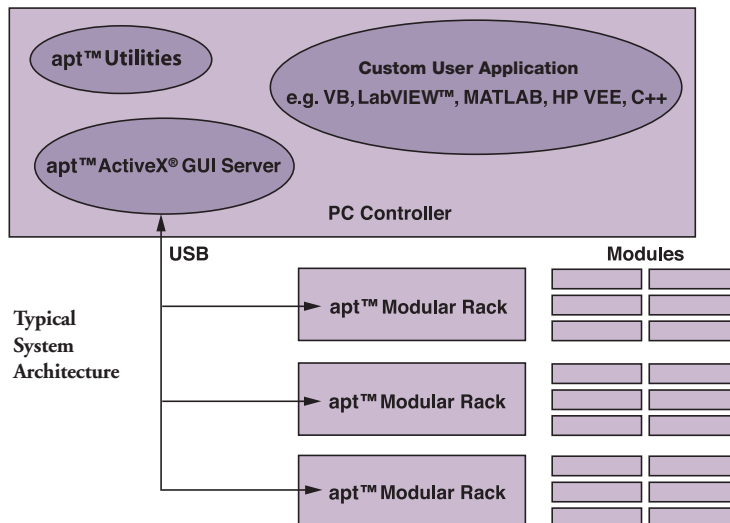 apt™ Utilities
Custom User Application
e.g. VB, LabVIEW™, MATLAB, HP VEE, C++
apt™ ActiveX® GUI Server
PC Controller
USB
Modules
Typical
System
Architecture
apt™ Modular Rack
apt™ Modular Rack
apt™ Modular Rack